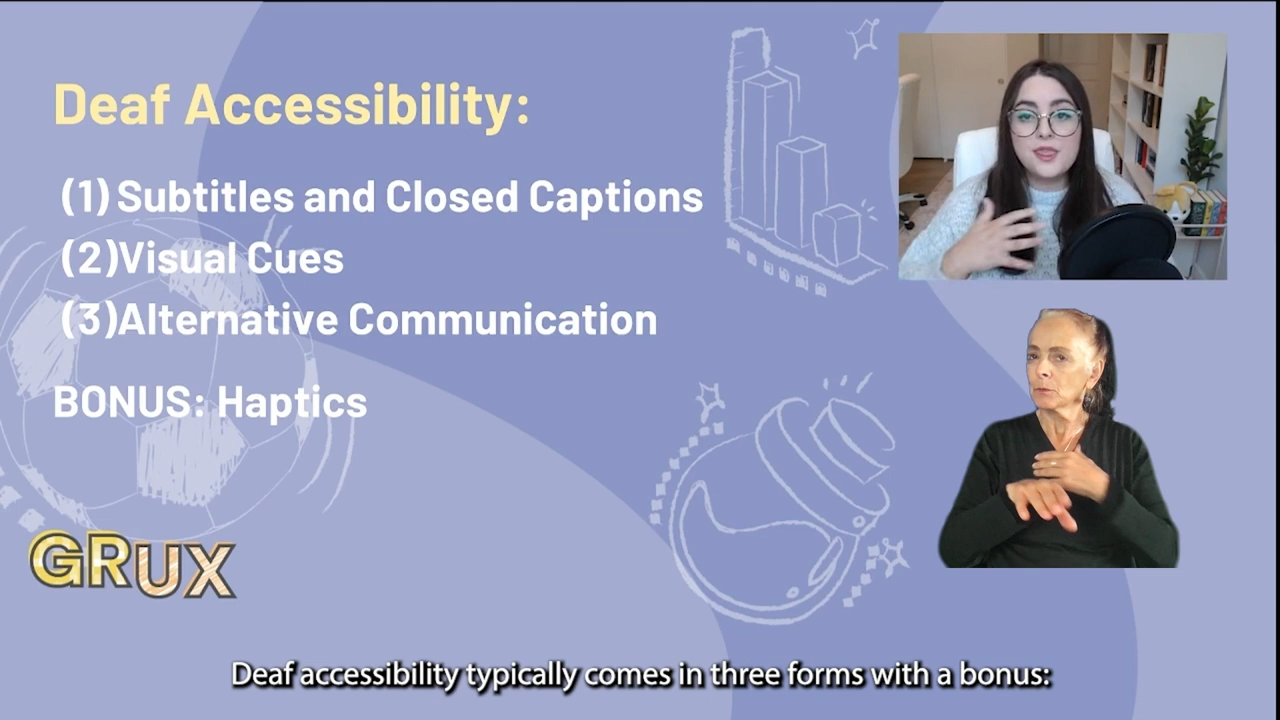 Deaf Accessibility:
(1) Subtitles and Closed Captions
(2)Visual Cues
(3)Alternative Communication
BONUS: Haptics
GRUX
Deaf accessibility typically comes in three forms with a bonus: